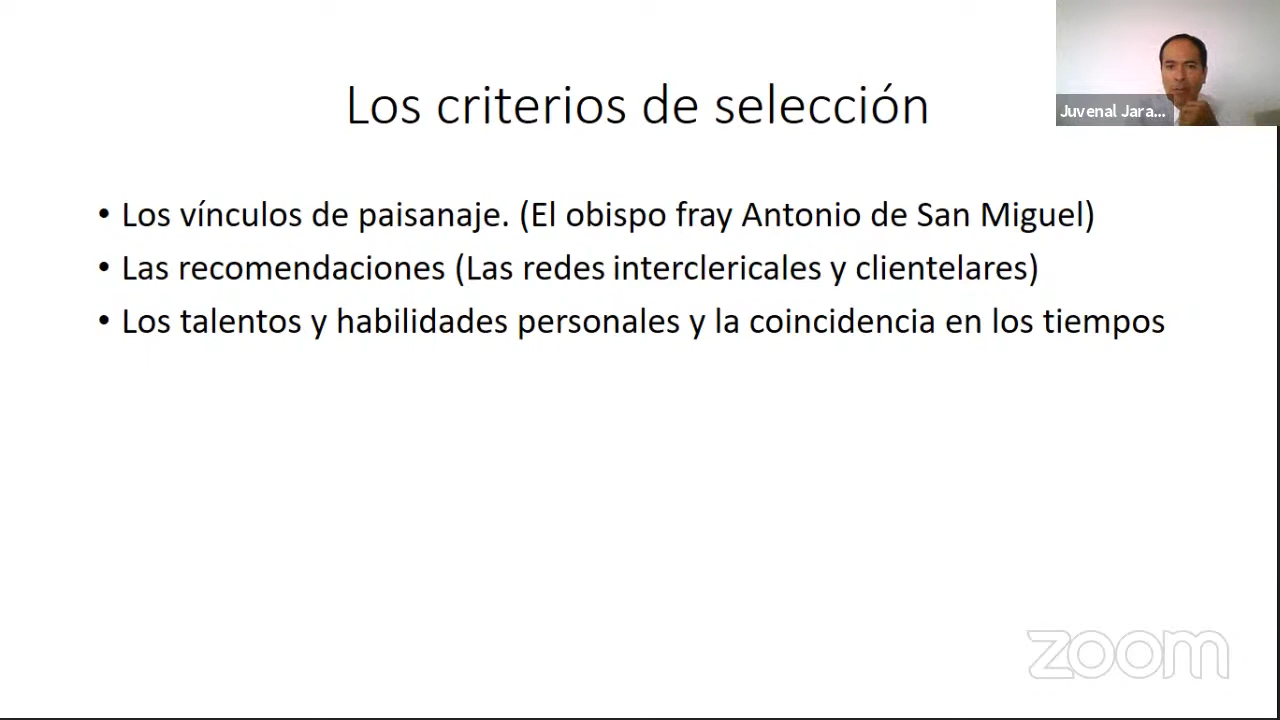 Los criterios de selección
Juvenal Jara...
• Los vínculos de paisanaje. (El obispo fray Antonio de San Miguel)
• Las recomendaciones (Las redes interclericales y clientelares)
• Los talentos y habilidades personales y la coincidencia en los tiempos
zoom